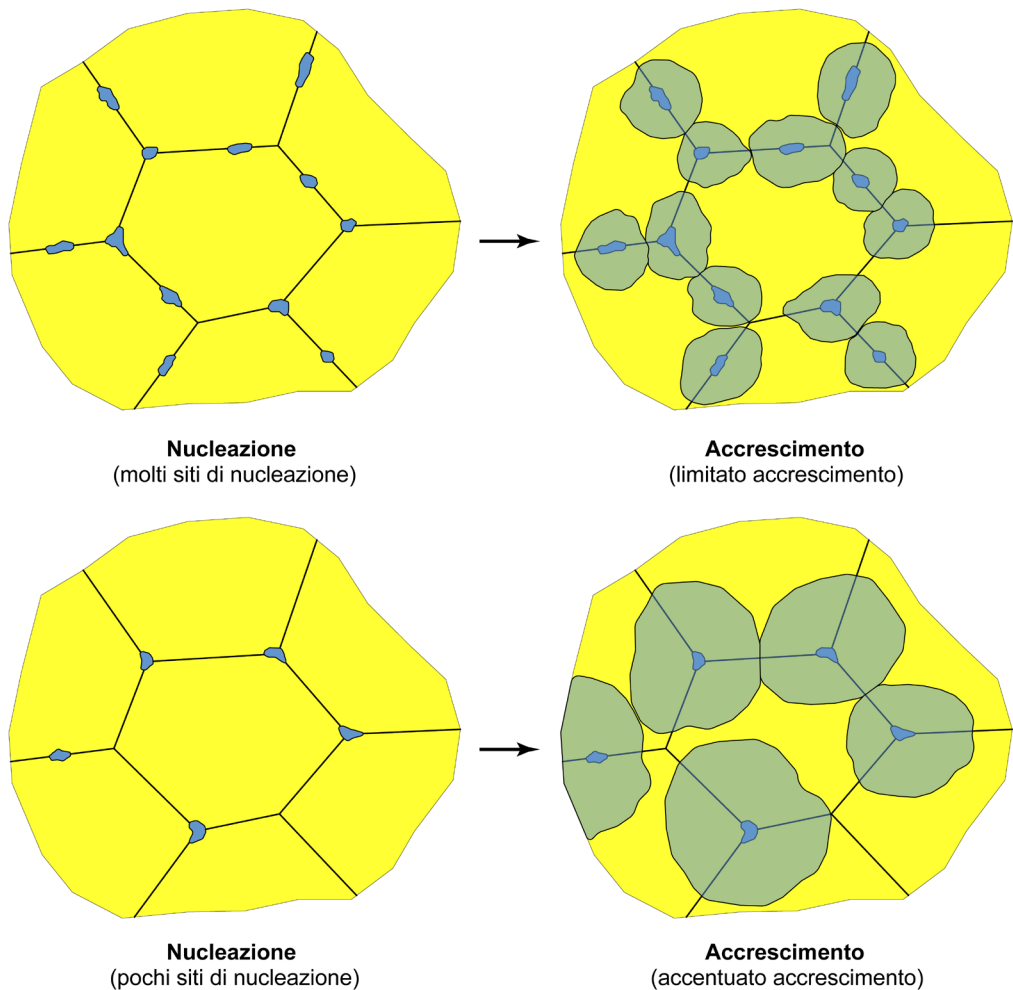 Nucleazione
(molti siti di nucleazione)
Accrescimento
(limitato accrescimento)
Nucleazione
(pochi siti di nucleazione)
Accrescimento
(accentuato accrescimento)